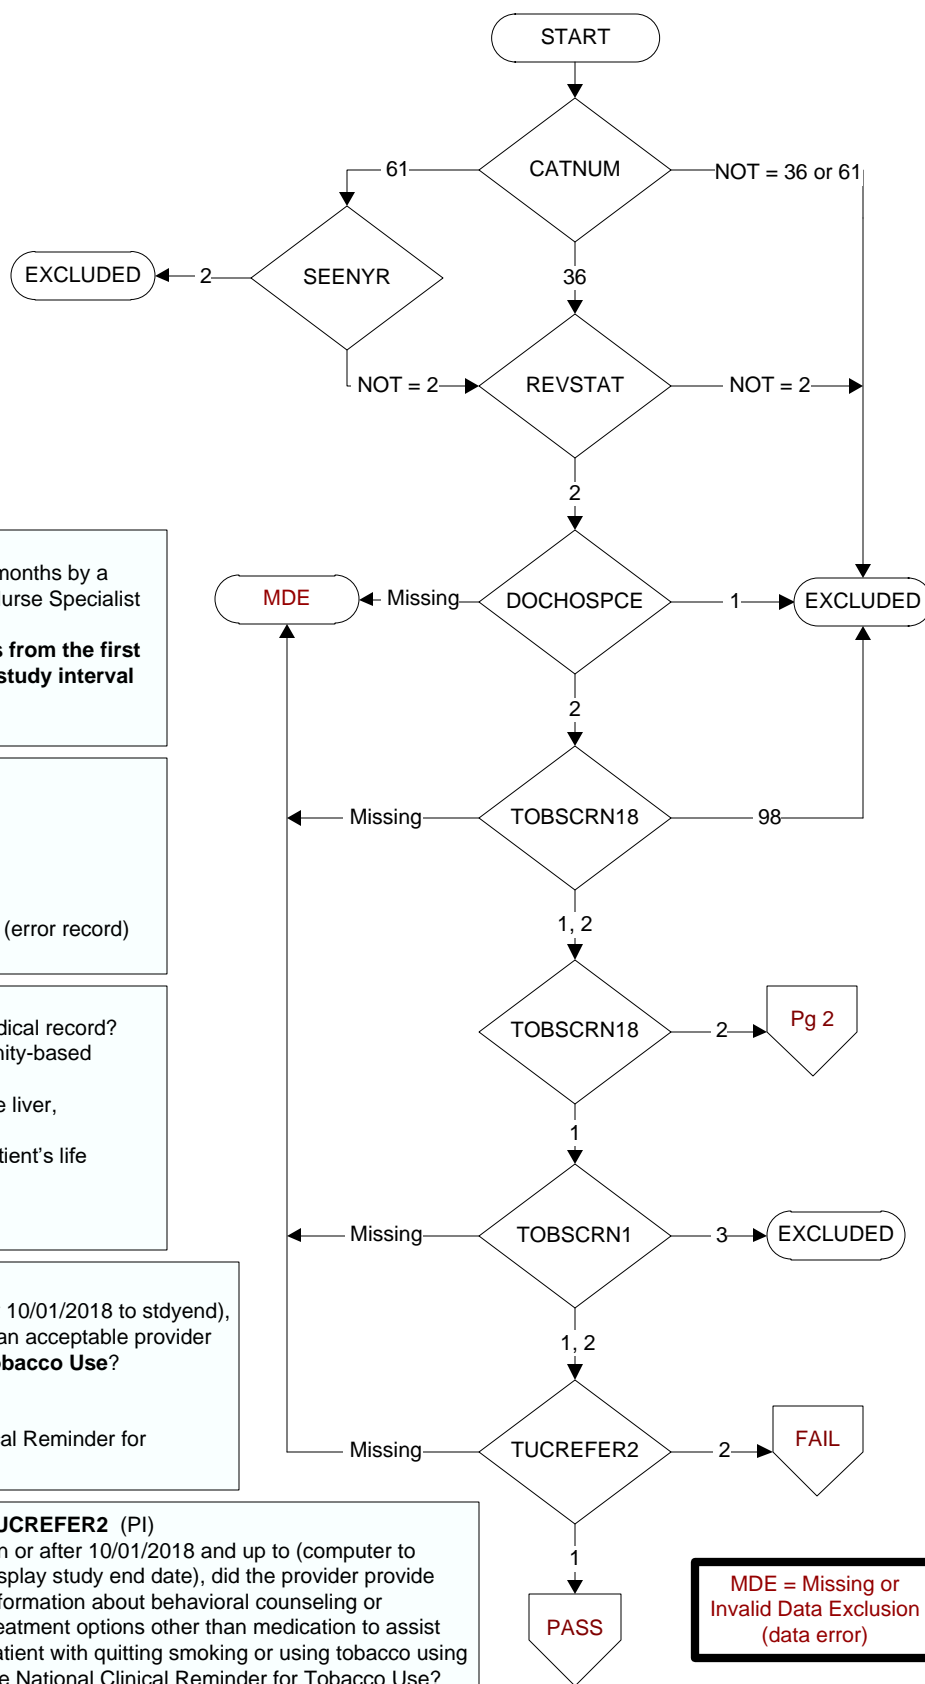 START
CATNUM
61
NOT = 36 or 61
36
SEENYR
EXCLUDED
2
NOT = 2
REVSTAT
NOT = 2
2
DOCHOSPCE
Missing
MDE
1
EXCLUDED
2
TOBSCRN18
Missing
98
1, 2
TOBSCRN18
2
Pg 2
1
TOBSCRN1
Missing
3
EXCLUDED
1, 2
TUCREFER2
Missing
2
FAIL
1
PASS
months by a
Nurse Specialist
from the first
study interval
(error record)
dical record?
nity-based
e liver,
tient's life
10/01/2018 to stdyend),
an acceptable provider
bacco Use?
al Reminder for
UCREFER2 (PI)
n or after 10/01/2018 and up to (computer to
splay study end date), did the provider provide
formation about behavioral counseling or
eatment options other than medication to assist
atient with quitting smoking or using tobacco using
e National Clinical Reminder for Tobacco Use?
MDE = Missing or
Invalid Data Exclusion
(data error)